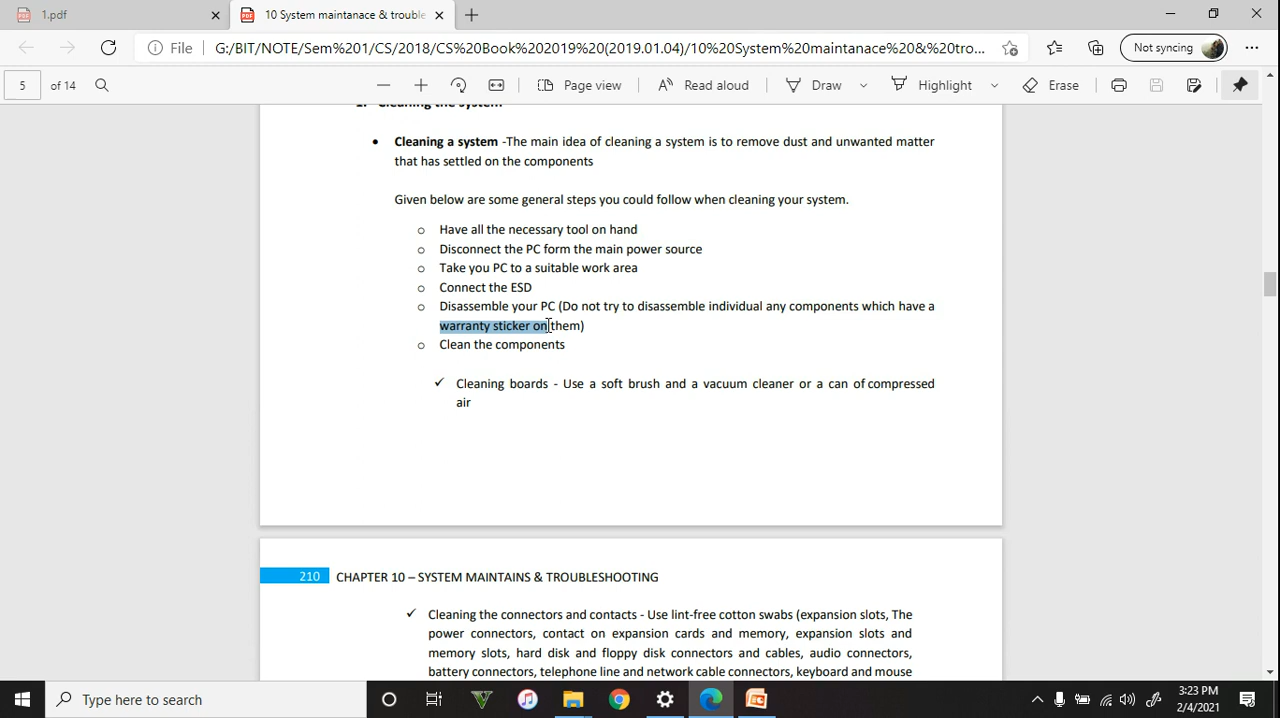 1.pdf
10 System maintanace & trouble
File
G:/BIT/NOTE/Sem%201/CS/2018/CS%20Book%202019%20(2019.01.04)/10%20System%20maintanace%20&%20tro...
Not syncing
5 of 14
Page view
Read aloud
Draw
Highlight
Erase
1. Cleaning the system
• Cleaning a system -The main idea of cleaning a system is to remove dust and unwanted matter
that has settled on the components
Given below are some general steps you could follow when cleaning your system.
o Have all the necessary tool on hand
o Disconnect the PC form the main power source
o Take you PC to a suitable work area
o Connect the ESD
o Disassemble your PC (Do not try to disassemble individual any components which have a
warranty sticker on them)
o Clean the components
✓ Cleaning boards - Use a soft brush and a vacuum cleaner or a can of compressed
air
210 CHAPTER 10 – SYSTEM MAINTAINS & TROUBLESHOOTING
✓ Cleaning the connectors and contacts - Use lint-free cotton swabs (expansion slots, The
power connectors, contact on expansion cards and memory, expansion slots and
memory slots, hard disk and floppy disk connectors and cables, audio connectors,
battery connectors, telephone line and network cable connectors, keyboard and mouse
Type here to search
3:23 PM
2/4/2021